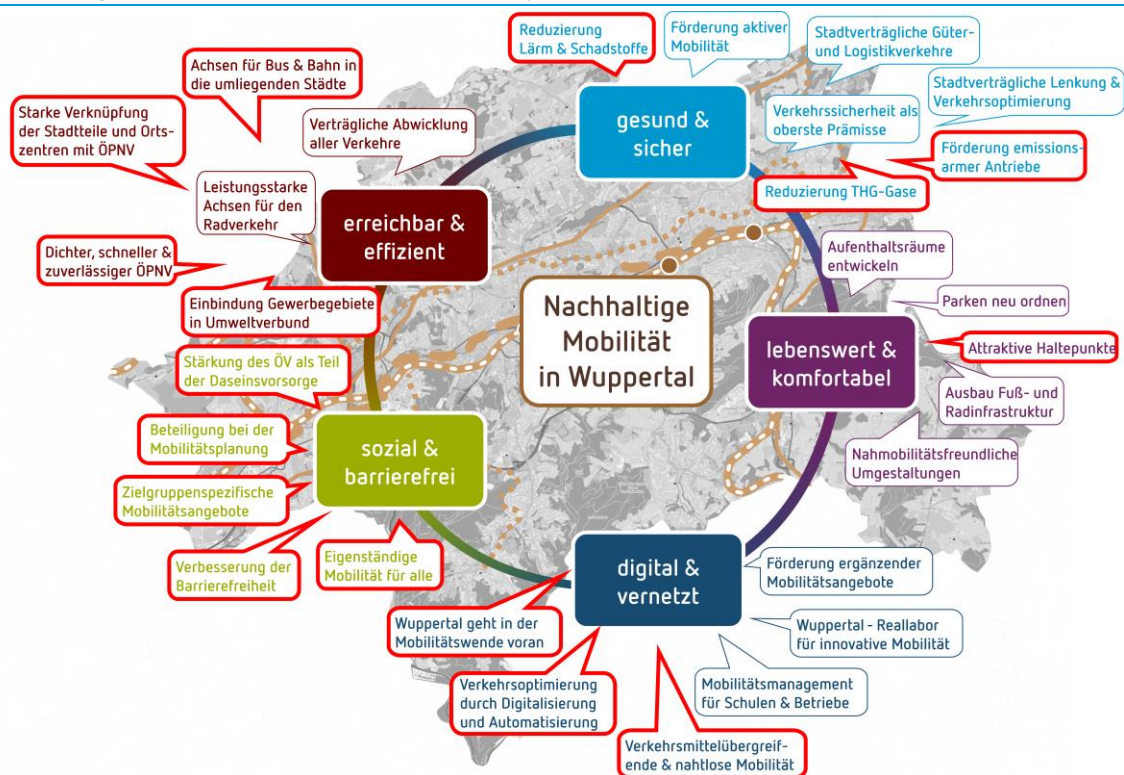 Reduzierung
Lärm & Schadstoffe
Förderung aktiver
Mobilität
Stadtverträgliche Güter-
und Logistikverkehre
Stadtverträgliche Lenkung &
Verkehrsoptimierung
Verkehrssicherheit als
oberste Prämisse
Förderung emissions-
armer Antriebe
Reduzierung THG-Gase
gesund &
sicher
Achsen für Bus & Bahn in
die umliegenden Städte
Starke Verknüpfung
der Stadtteile und Orts-
zentren mit ÖPNV
Verträgliche Abwicklung
aller Verkehre
Leistungsstarke
Achsen für den
Radverkehr
erreichbar &
effizient
Dichter, schneller &
zuverlässiger ÖPNV
Einbindung Gewerbegebiete
in Umweltverbund
Nachhaltige
Mobilität
in Wuppertal
Aufenthaltsräume
entwickeln
Parken neu ordnen
lebenswert &
komfortabel
Attraktive Haltepunkte
Ausbau Fuß- und
Radinfrastruktur
Nahmobilitätsfreundliche
Umgestaltungen
Stärkung des ÖV als Teil
der Daseinsvorsorge
Beteiligung bei der
Mobilitätsplanung
sozial &
barrierefrei
Zielgruppenspezifische
Mobilitätsangebote
Verbesserung der
Barrierefreiheit
Eigenständige
Mobilität für alle
digital &
vernetzt
Förderung ergänzender
Mobilitätsangebote
Wuppertal geht in der
Mobilitätswende voran
Wuppertal - Reallabor
für innovative Mobilität
Verkehrsoptimierung
durch Digitalisierung
und Automatisierung
Mobilitätsmanagement
für Schulen & Betriebe
Verkehrsmittelübergreif-
ende & nahtlose Mobilität